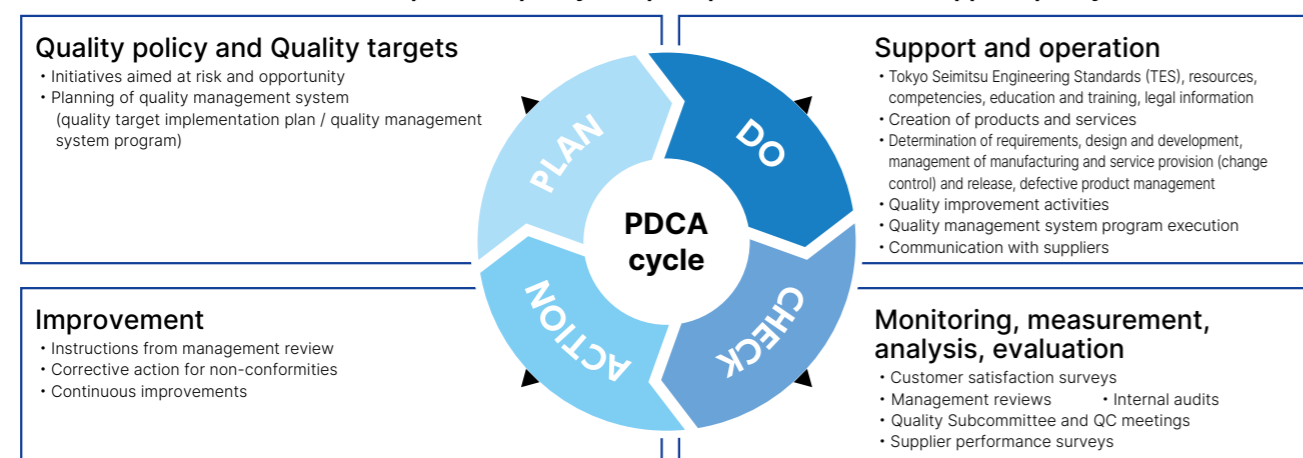 Quality policy and Quality targets
・Initiatives aimed at risk and opportunity
・Planning of quality management system
(quality target implementation plan / quality management
system program)
Support and operation
・Tokyo Seimitsu Engineering Standards (TES), resources,
competencies, education and training, legal information
・Creation of products and services
・Determination of requirements, design and development,
management of manufacturing and service provision (change
control) and release, defective product management
・Quality improvement activities
・Quality management system program execution
・Communication with suppliers
PLAN
DO
PDCA
cycle
ACTION
CHECK
Improvement
・Instructions from management review
・Corrective action for non-conformities
・Continuous improvements
Monitoring, measurement,
analysis, evaluation
・Customer satisfaction surveys
・Management reviews ・Internal audits
・Quality Subcommittee and QC meetings
・Supplier performance surveys